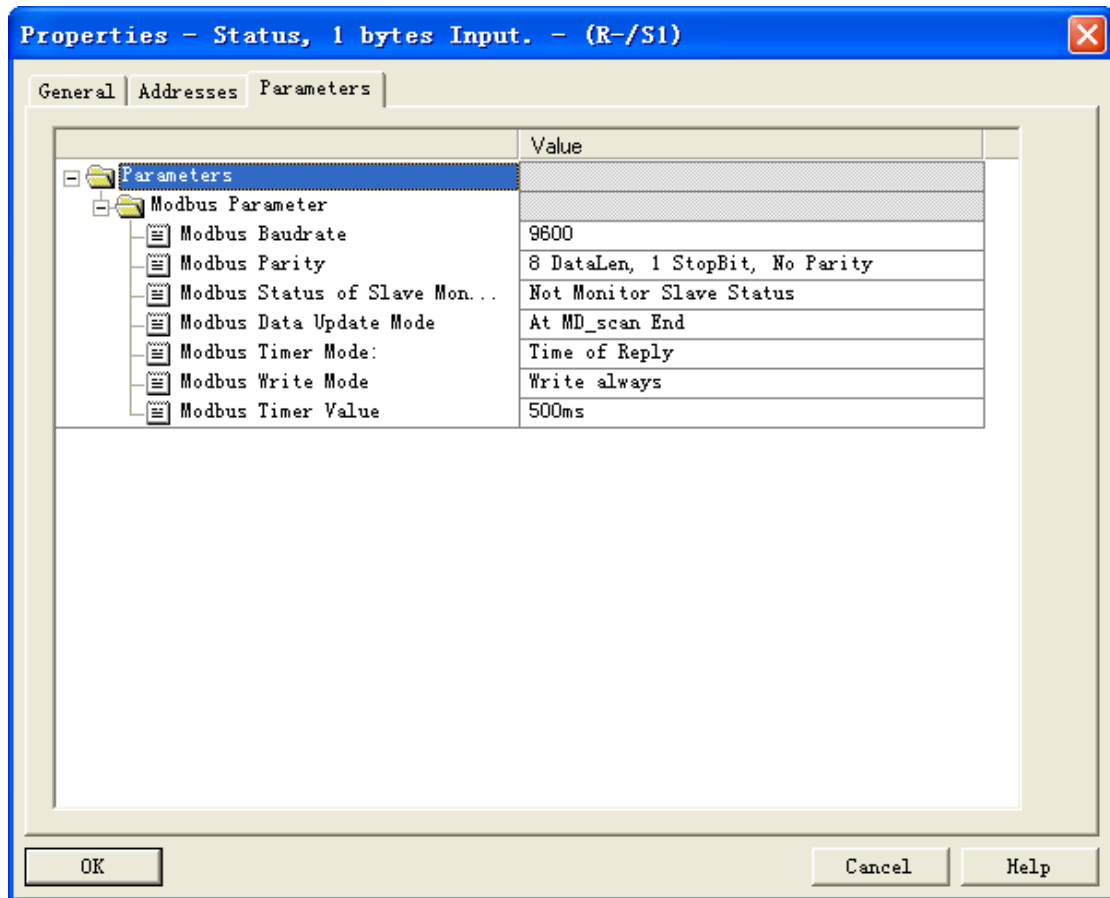 Properties - Status, 1 bytes Input. - (R-/S1)
General Addresses Parameters
Value
Parameters
Modbus Parameter
Modbus Baudrate 9600
Modbus Parity 8 DataLen, 1 StopBit, No Parity
Modbus Status of Slave Mon... Not Monitor Slave Status
Modbus Data Update Mode At MD_scan End
Modbus Timer Mode: Time of Reply
Modbus Write Mode Write always
Modbus Timer Value 500ms
OK Cancel Help